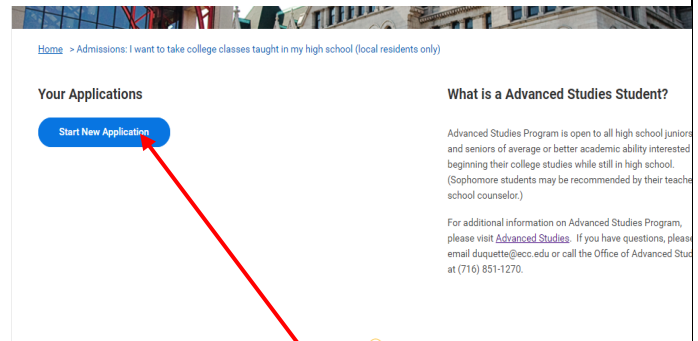 Home > Admissions: I want to take college classes taught in my high school (local residents only)
Your Applications
Start New Application
What is a Advanced Studies Student?
Advanced Studies Program is open to all high school juniors
and seniors of average or better academic ability interested
beginning their college studies while still in high school.
(Sophomore students may be recommended by their teache
school counselor.)
For additional information on Advanced Studies Program,
please visit Advanced Studies. If you have questions, please
email duquette@ecc.edu or call the Office of Advanced Stud
at (716) 851-1270.